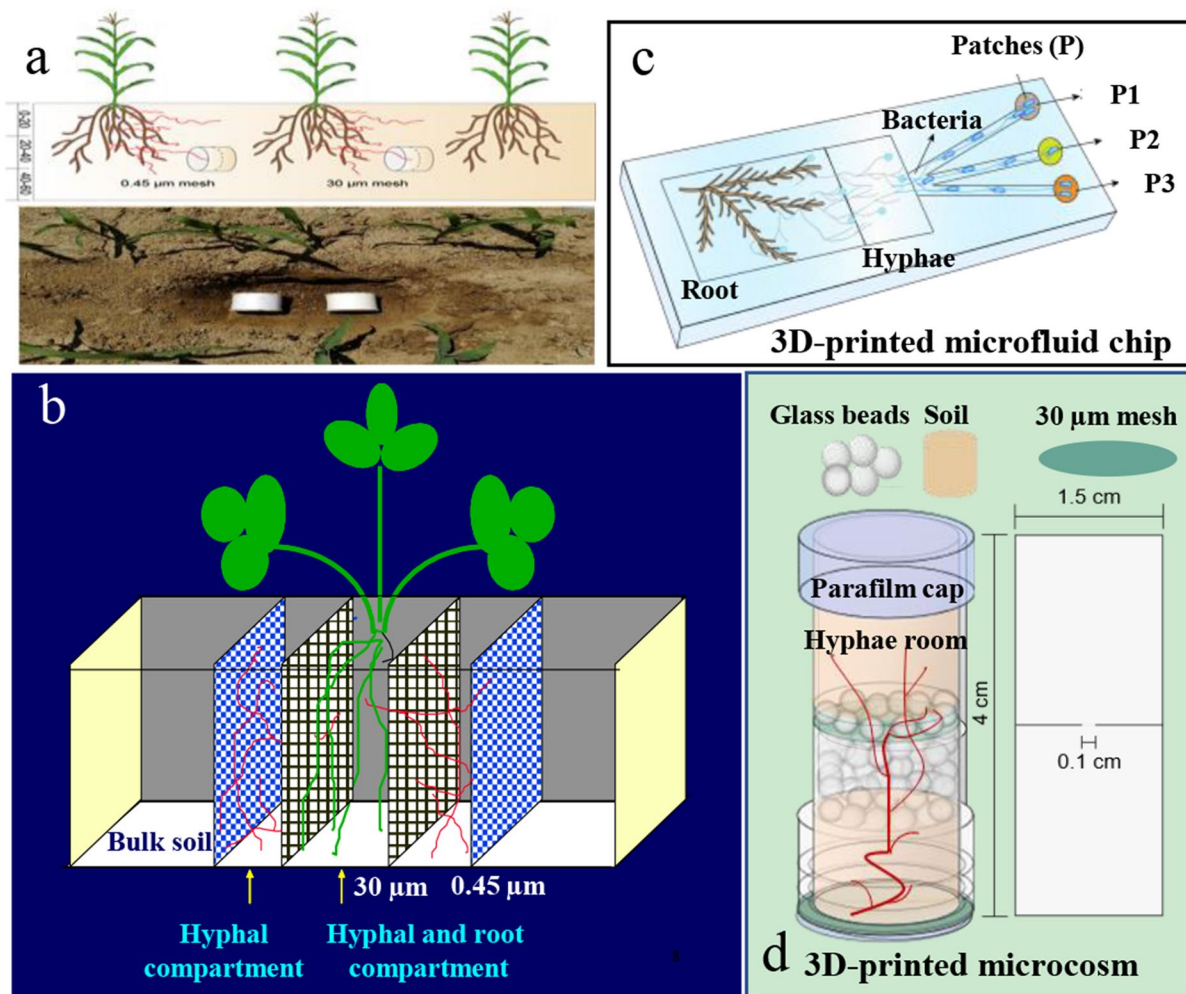 a
0-20
20-40
40-60
0.45 µm mesh
30 µm mesh
c
Patches (P)
P1
Bacteria
P2
P3
Hyphae
Root
3D-printed microfluid chip
b
Bulk soil
30 µm
0.45 µm
Hyphal
compartment
Hyphal and root
compartment
8
Glass beads
Soil
30 µm mesh
1.5 cm
Parafilm cap
Hyphae room
4 cm
0.1 cm
d
3D-printed microcosm